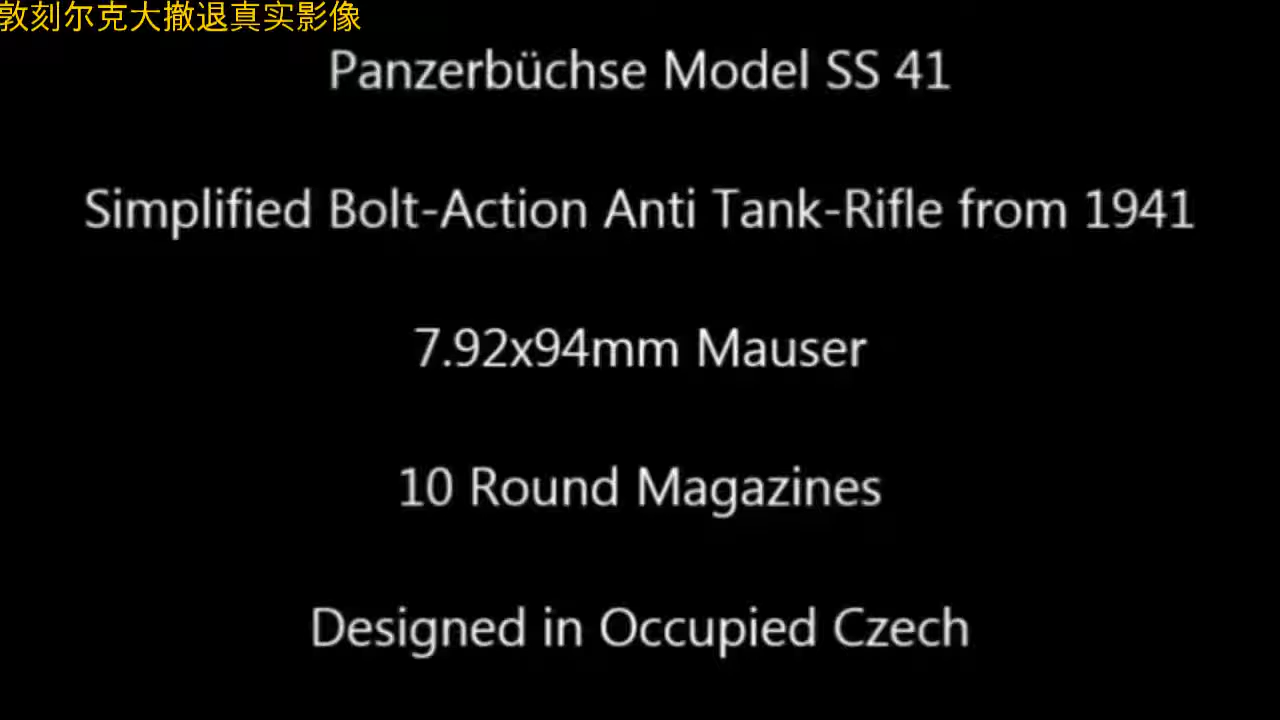 敦刻尔克大撤退真实影像
Panzerbüchse Model SS 41
Simplified Bolt-Action Anti Tank-Rifle from 1941
7.92x94mm Mauser
10 Round Magazines
Designed in Occupied Czech